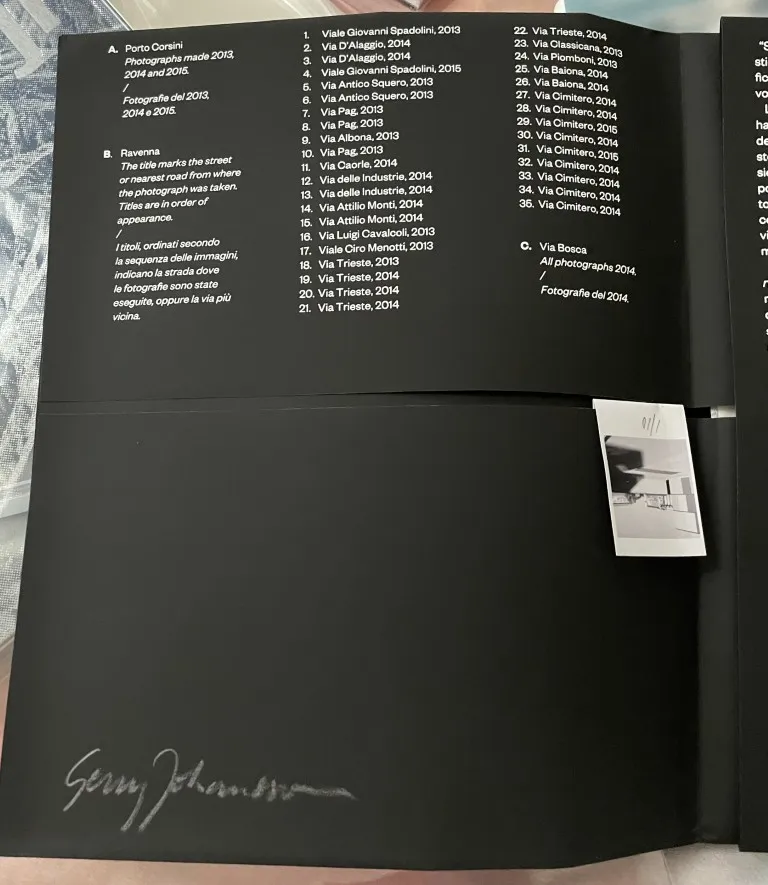 A. Porto Corsini
Photographs made 2013,
2014 and 2015.
/
Fotografie del 2013,
2014 e 2015.
B. Ravenna
The title marks the street
or nearest road from where
the photograph was taken.
Titles are in order of
appearance.
/
I titoli, ordinati secondo
la sequenza delle immagini,
indicano la strada dove
le fotografie sono state
eseguite, oppure la via più
vicina.
1. Viale Giovanni Spadolini, 2013
2. Via D'Alaggio, 2014
3. Via D'Alaggio, 2014
4. Viale Giovanni Spadolini, 2015
5. Via Antico Squero, 2013
6. Via Antico Squero, 2013
7. Via Pag, 2013
8. Via Pag, 2013
9. Via Albona, 2013
10. Via Pag, 2013
11. Via Caorle, 2014
12. Via delle Industrie, 2014
13. Via delle Industrie, 2014
14. Via Attilio Monti, 2014
15. Via Attilio Monti, 2014
16. Via Luigi Cavalcoli, 2013
17. Viale Ciro Menotti, 2013
18. Via Trieste, 2013
19. Via Trieste, 2014
20. Via Trieste, 2014
21. Via Trieste, 2014
22. Via Trieste, 2014
23. Via Classicana, 2013
24. Via Piomboni, 2013
25. Via Baiona, 2014
26. Via Baiona, 2014
27. Via Cimitero, 2014
28. Via Cimitero, 2014
29. Via Cimitero, 2015
30. Via Cimitero, 2014
31. Via Cimitero, 2015
32. Via Cimitero, 2014
33. Via Cimitero, 2014
34. Via Cimitero, 2014
35. Via Cimitero, 2014
C. Via Bosca
All photographs 2014.
/
Fotografie del 2014.
Gerry Johansson